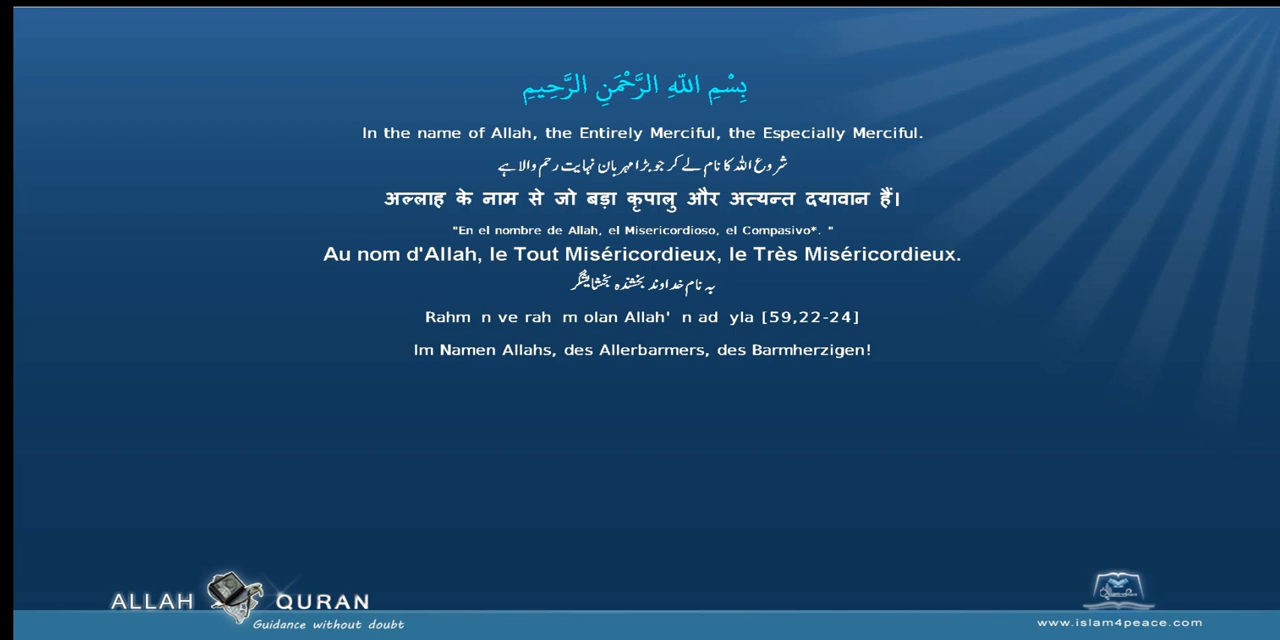 بِسْمِ اللّهِ الرَّحْمَنِ الرَّحِيمِ
In the name of Allah, the Entirely Merciful, the Especially Merciful.
شروع اللہ کا نام لے کر جو بڑا مہربان نہایت رحم والا ہے
अल्लाह के नाम से जो बड़ा कृपालु और अत्यन्त दयावान हैं।
"En el nombre de Allah, el Misericordioso, el Compasivo*. "
Au nom d'Allah, le Tout Miséricordieux, le Très Miséricordieux.
به نام خداوند بخشنده بخشایشگر
Rahm  n ve rah  m olan Allah'  n ad  yla [59,22-24]
Im Namen Allahs, des Allerbarmers, des Barmherzigen!
ALLAH QURAN
Guidance without doubt
www.islam4peace.com